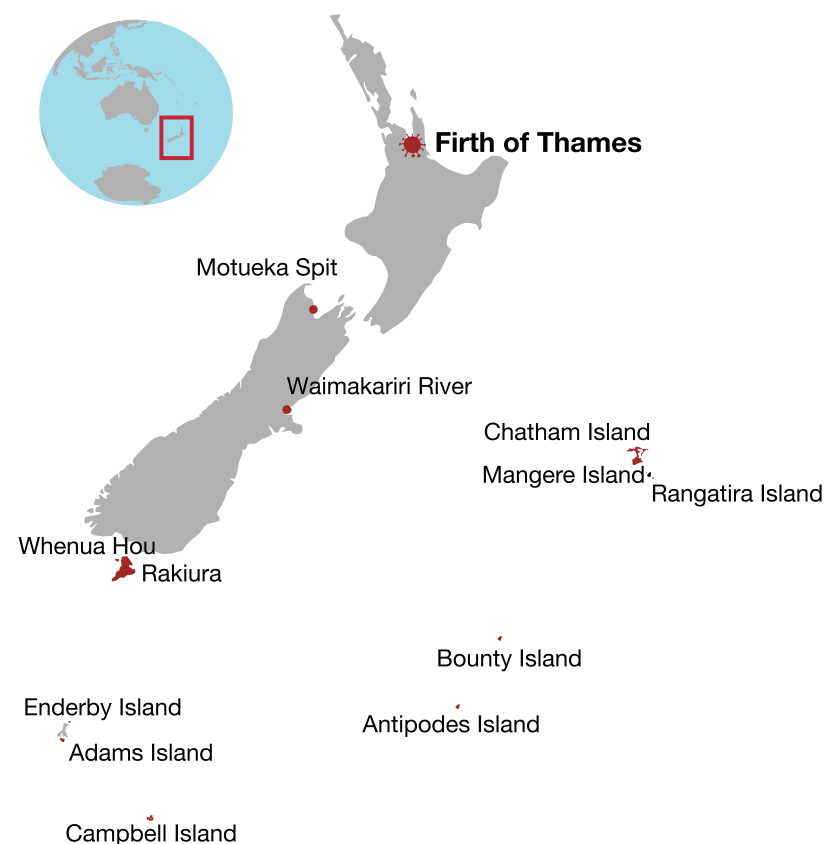 Firth of Thames
Motueka Spit
Waimakariri River
Chatham Island
Mangere Island
Rangatira Island
Whenua Hou
Rakiura
Bounty Island
Enderby Island
Antipodes Island
Adams Island
Campbell Island